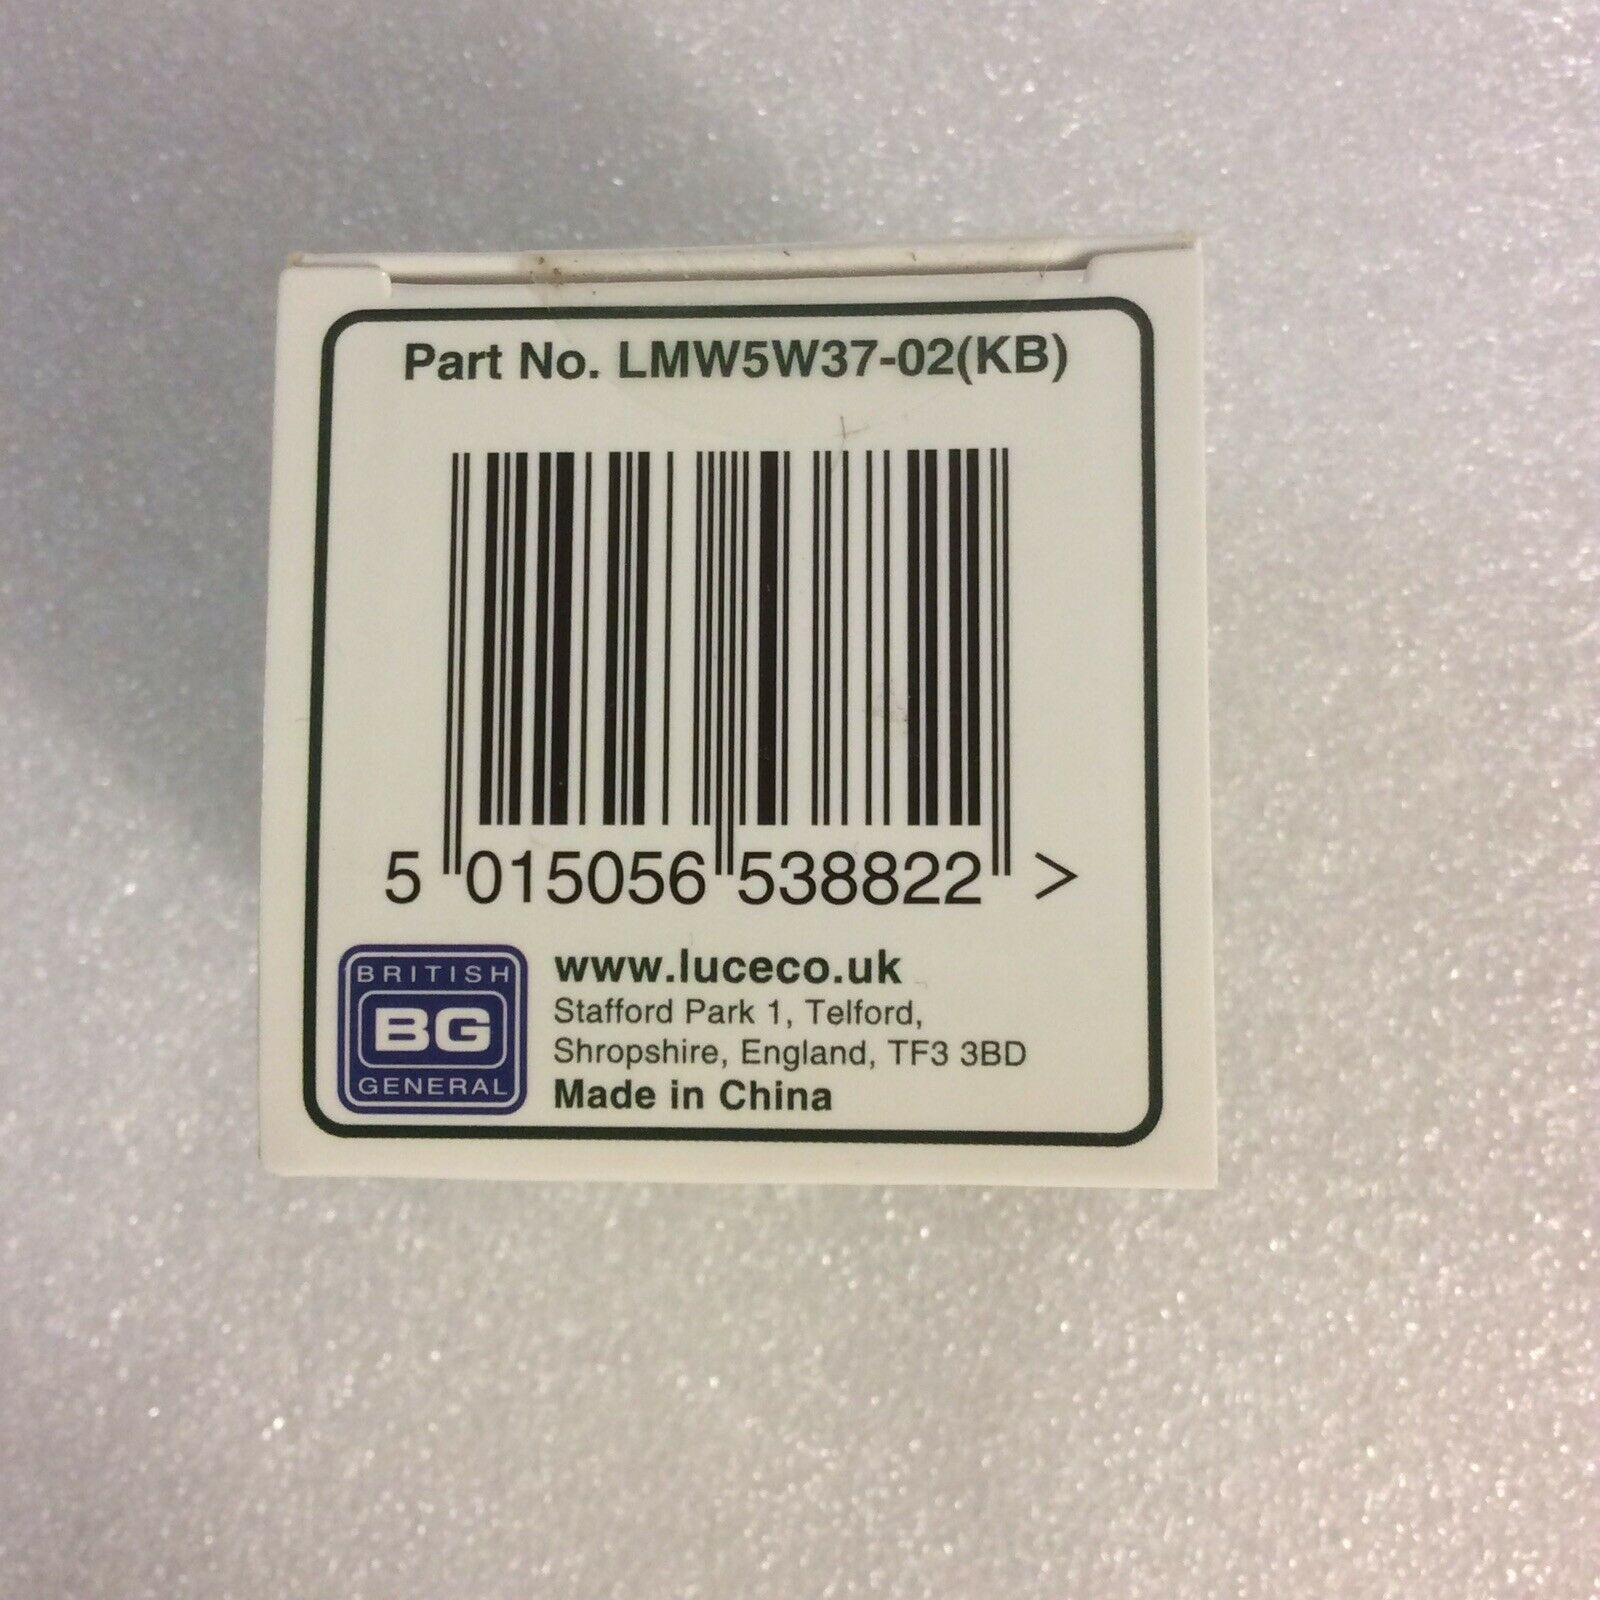 Part No. LMW5W37-02(KB)
5 015056 538822 >
BRITISH
BG
GENERAL
www.luceco.uk
Stafford Park 1, Telford,
Shropshire, England, TF3 3BD
Made in China